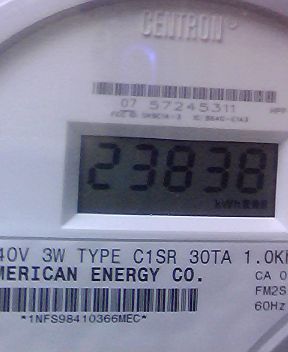 CENTRON®
07 57245311
23838
kWh
40V 3W TYPE C1SR 30TA 1.0K
MERICAN ENERGY CO.
CA 0
FM2S
60Hz
*1NFS98410366MEC*